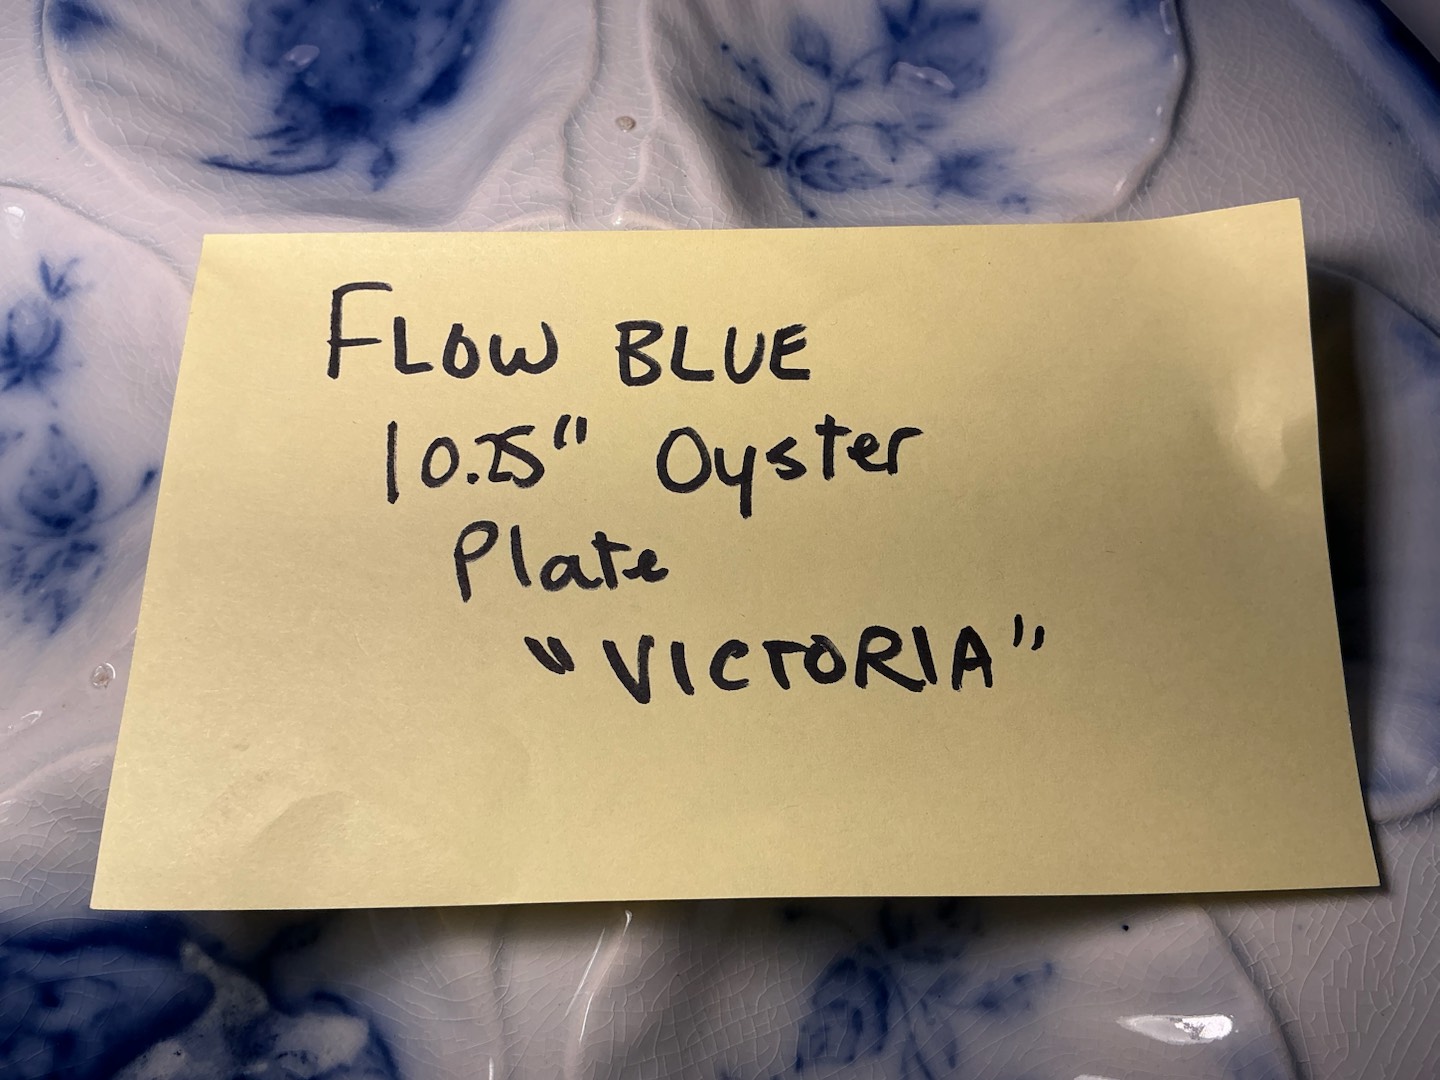 FLOW BLUE
10.25" Oyster
Plate
"VICTORIA"